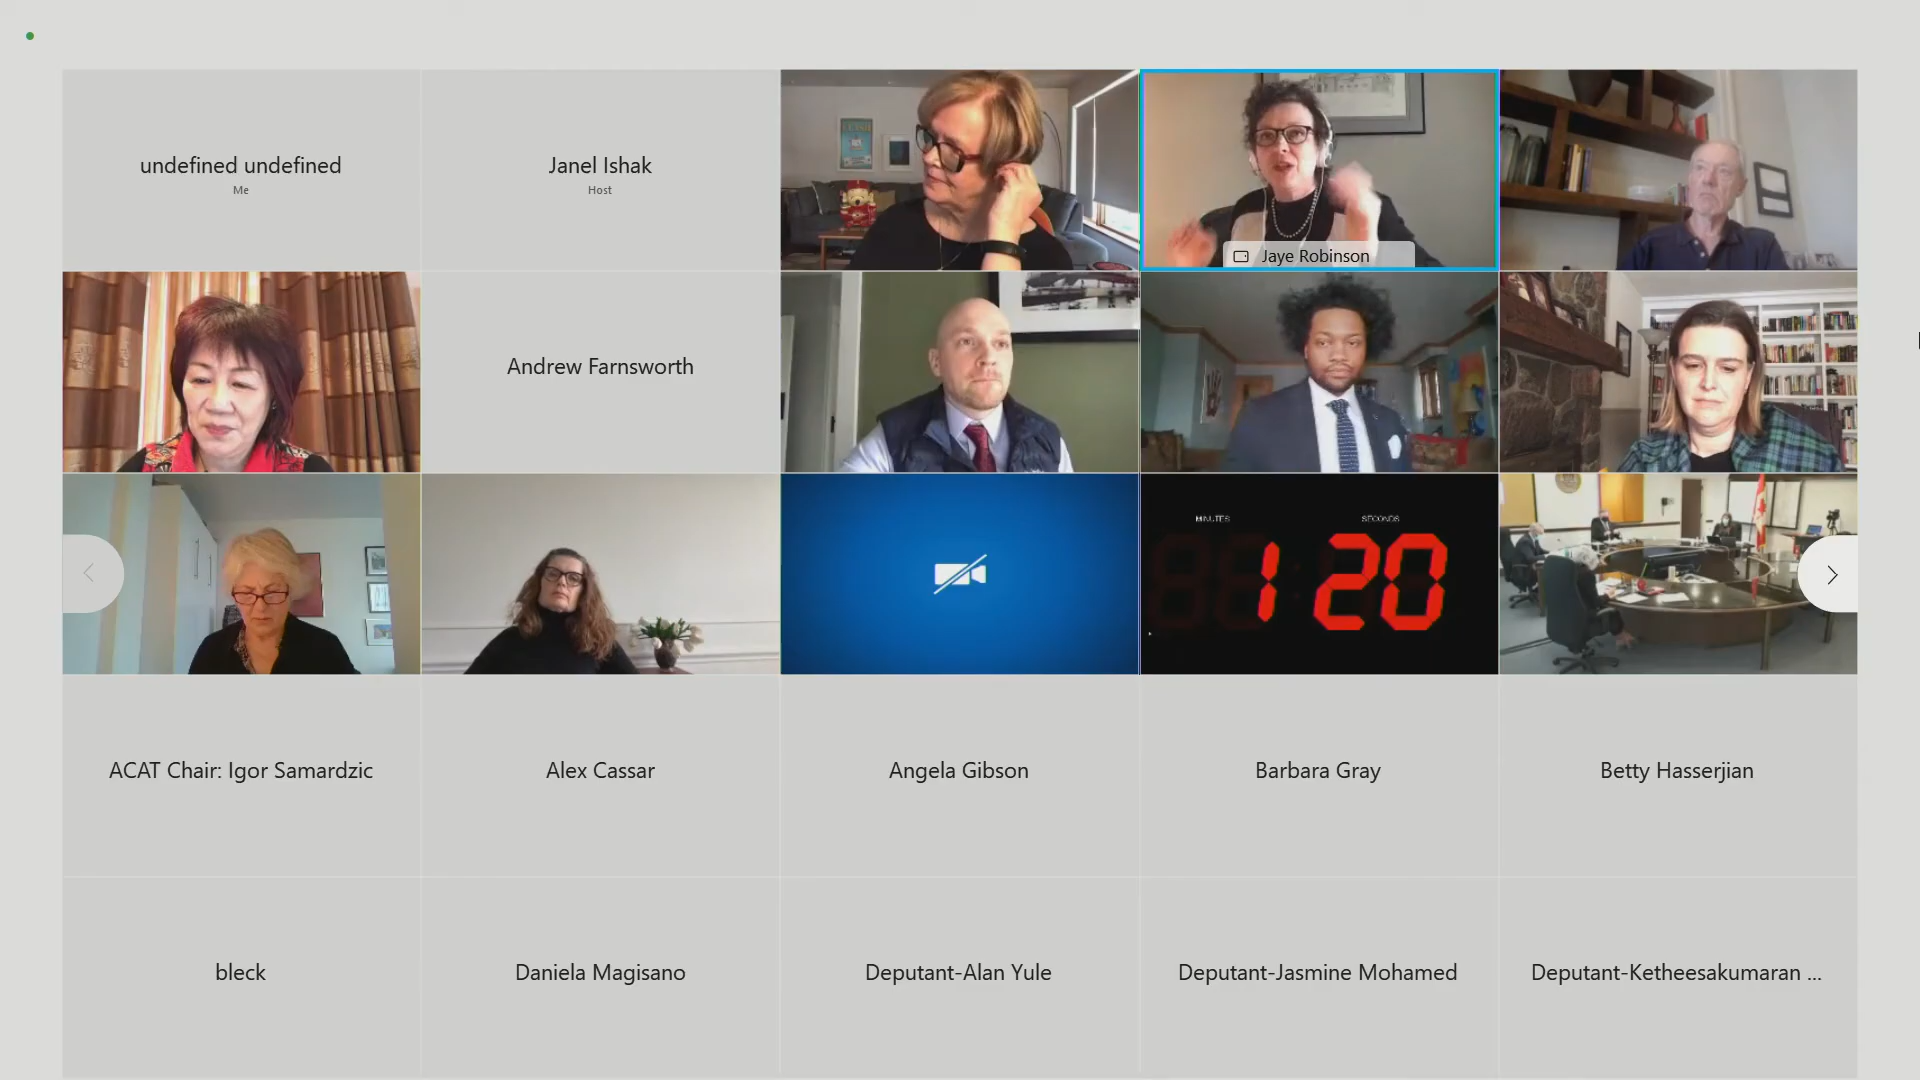 undefined undefined
Me
Janel Ishak
Host
Jaye Robinson
Andrew Farnsworth
MINUTES
SECONDS
1 20
ACAT Chair: Igor Samardzic
Alex Cassar
Angela Gibson
Barbara Gray
Betty Hasserjian
bleck
Daniela Magisano
Deputant-Alan Yule
Deputant-Jasmine Mohamed
Deputant-Ketheesakumaran ...